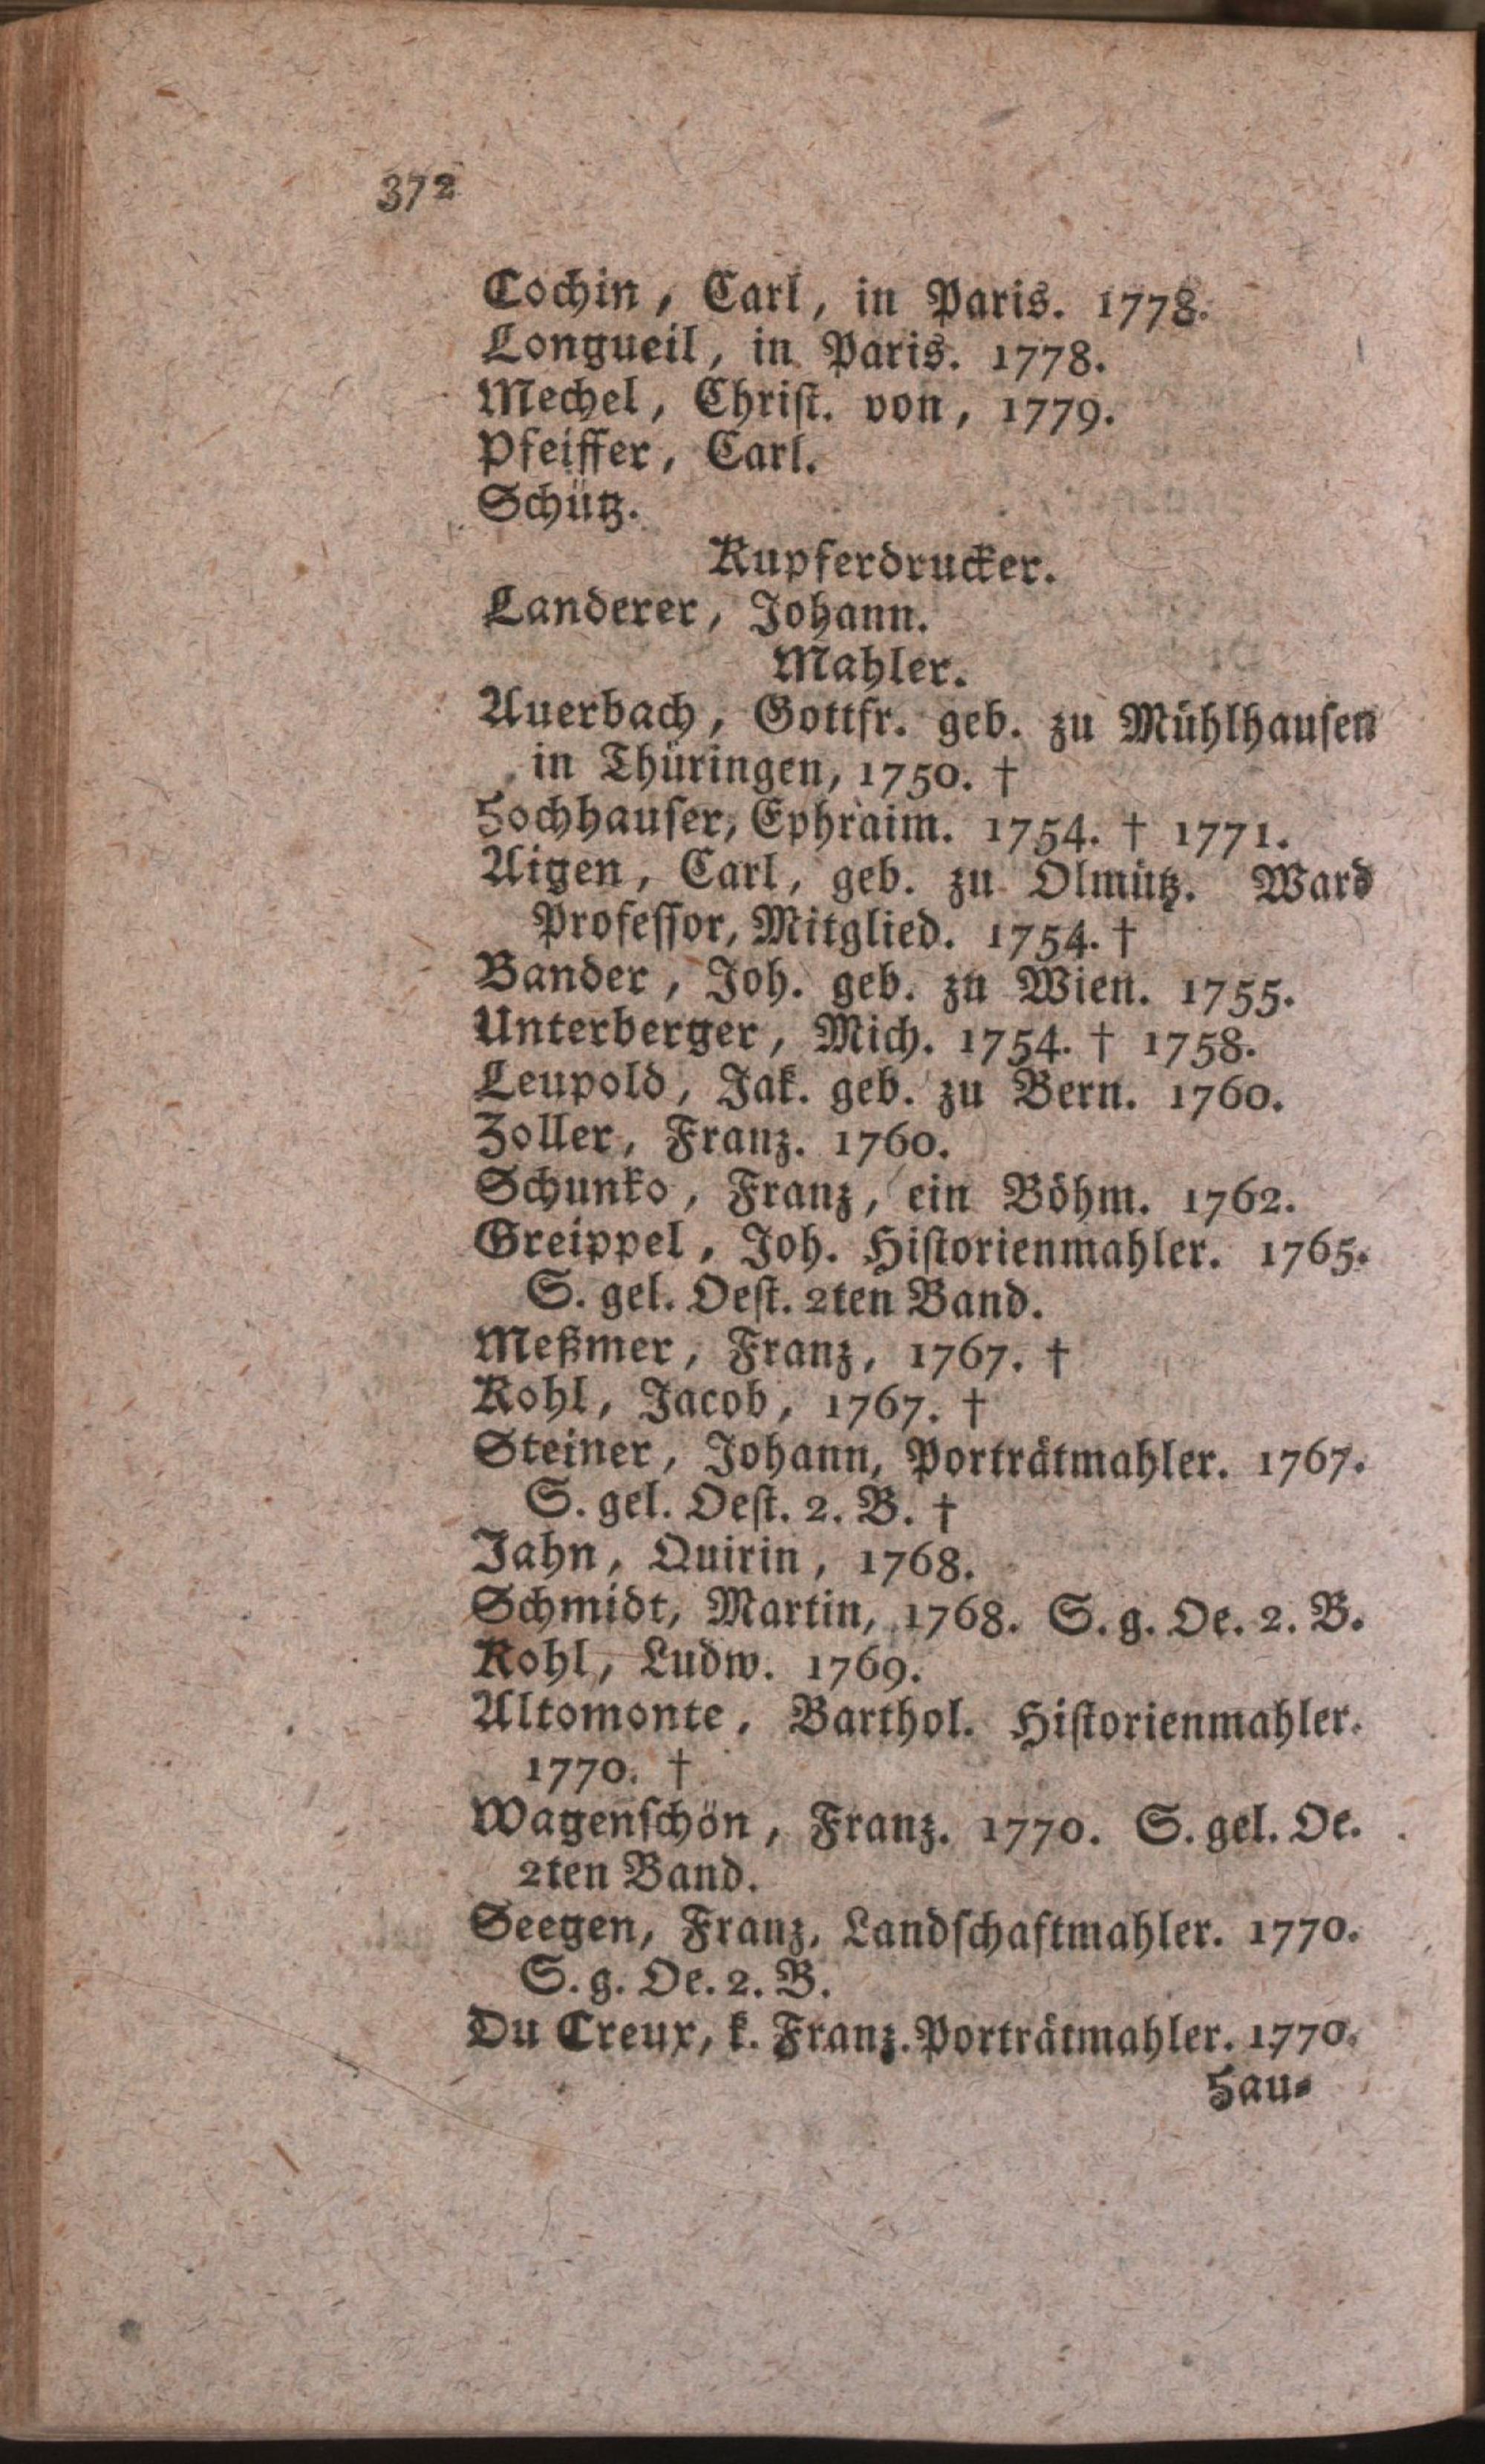 372
Cochin, Carl, in Paris. 1778.
Longueil, in Paris. 1778.
Mechel, Chriſt. von, 1779.
Pfeiffer, Carl.
Schütz.
Kupferdrucker.
Landerer, Johann.
Mahler.
Auerbach, Gottfr. geb. zu Mühlhauſen
in Thüringen, 1750. †
Hochhauſer, Ephraim. 1754. † 1771.
Aigen, Carl, geb. zu Olmütz. Ward
Profeſſor, Mitglied. 1754. †
Bander, Joh. geb. zu Wien. 1755.
Unterberger, Mich. 1754. † 1758.
Leupold, Jak. geb. zu Bern. 1760.
Zoller, Franz. 1760.
Schunko, Franz, ein Böhm. 1762.
Greippel, Joh. Hiſtorienmahler. 1765.
S. gel. Oeſt. 2ten Band.
Meßmer, Franz, 1767. †
Kohl, Jacob, 1767. †
Steiner, Johann, Porträtmahler. 1767.
S. gel. Oeſt. 2. B. †
Jahn, Quirin, 1768.
Schmidt, Martin, 1768. S. g. Oe. 2. B.
Kohl, Ludw. 1769.
Altomonte, Barthol. Hiſtorienmahler.
1770. †
Wagenſchön, Franz. 1770. S. gel. Oe.
2ten Band.
Seegen, Franz, Landſchaftmahler. 1770.
S. g. Oe. 2. B.
Du Creux, k. Franz. Porträtmahler. 1770.
Hau⸗